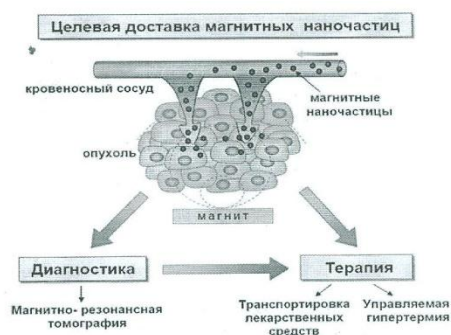 Целевая доставка магнитных наночастиц
кровеносный сосуд
магнитные
наночастицы
опухоль
магнит
Диагностика
Терапия
Магнитно- резонансная
томография
Транспортировка
лекарственных
средств
Управляемая
гипертермия